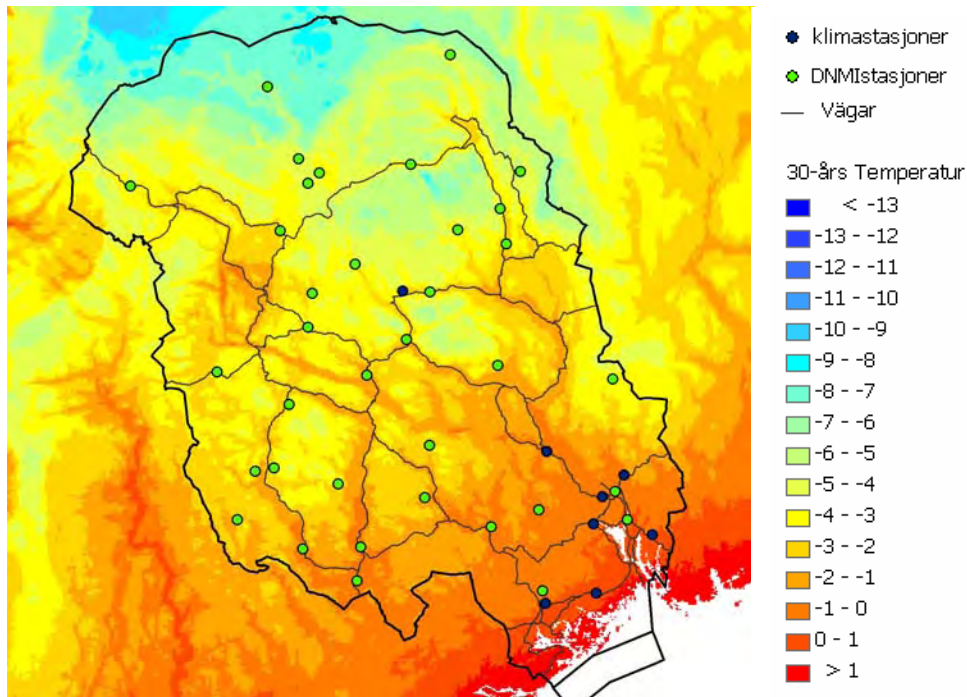 klimastasjoner
DNMIstasjoner
Vägar
30-års Temperatur
< -13
-13 - -12
-12 - -11
-11 - -10
-10 - -9
-9 - -8
-8 - -7
-7 - -6
-6 - -5
-5 - -4
-4 - -3
-3 - -2
-2 - -1
-1 - 0
0 - 1
> 1